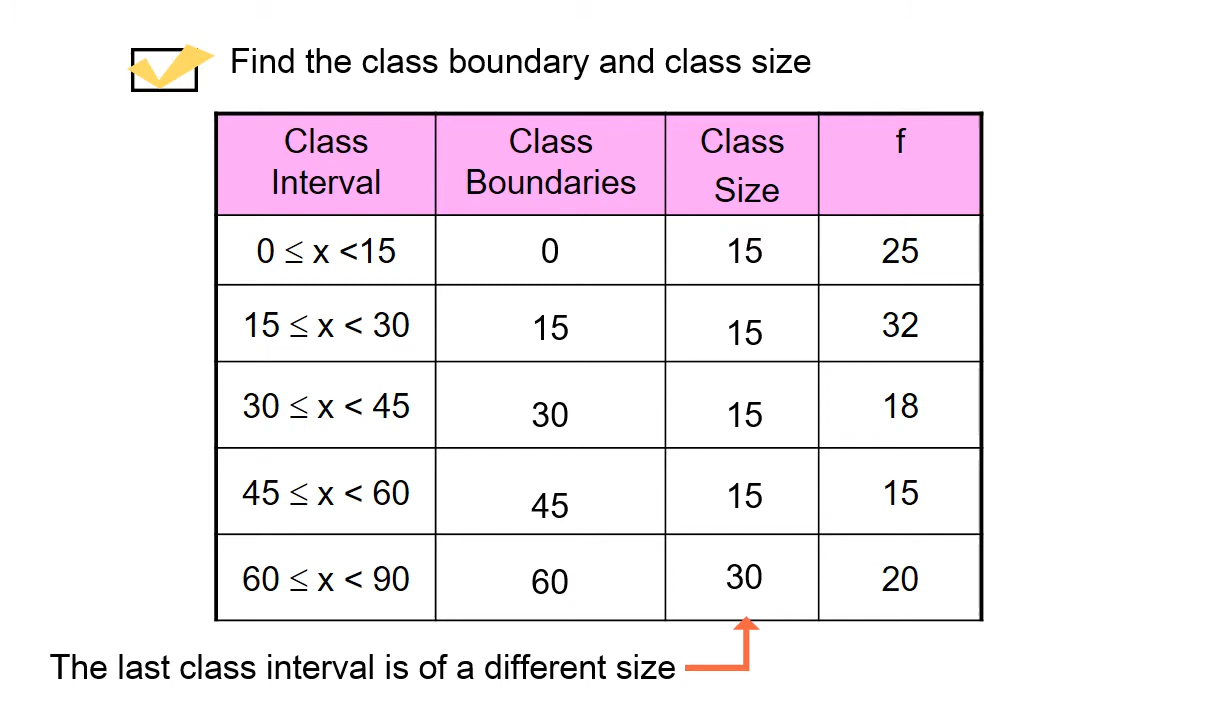 Find the class boundary and class size
Class Interval Class Boundaries Class Size f
0 ≤ x <15 0 15 25
15 ≤ x < 30 15 15 32
30 ≤ x < 45 30 15 18
45 ≤ x < 60 45 15 15
60 ≤ x < 90 60 30 20
The last class interval is of a different size